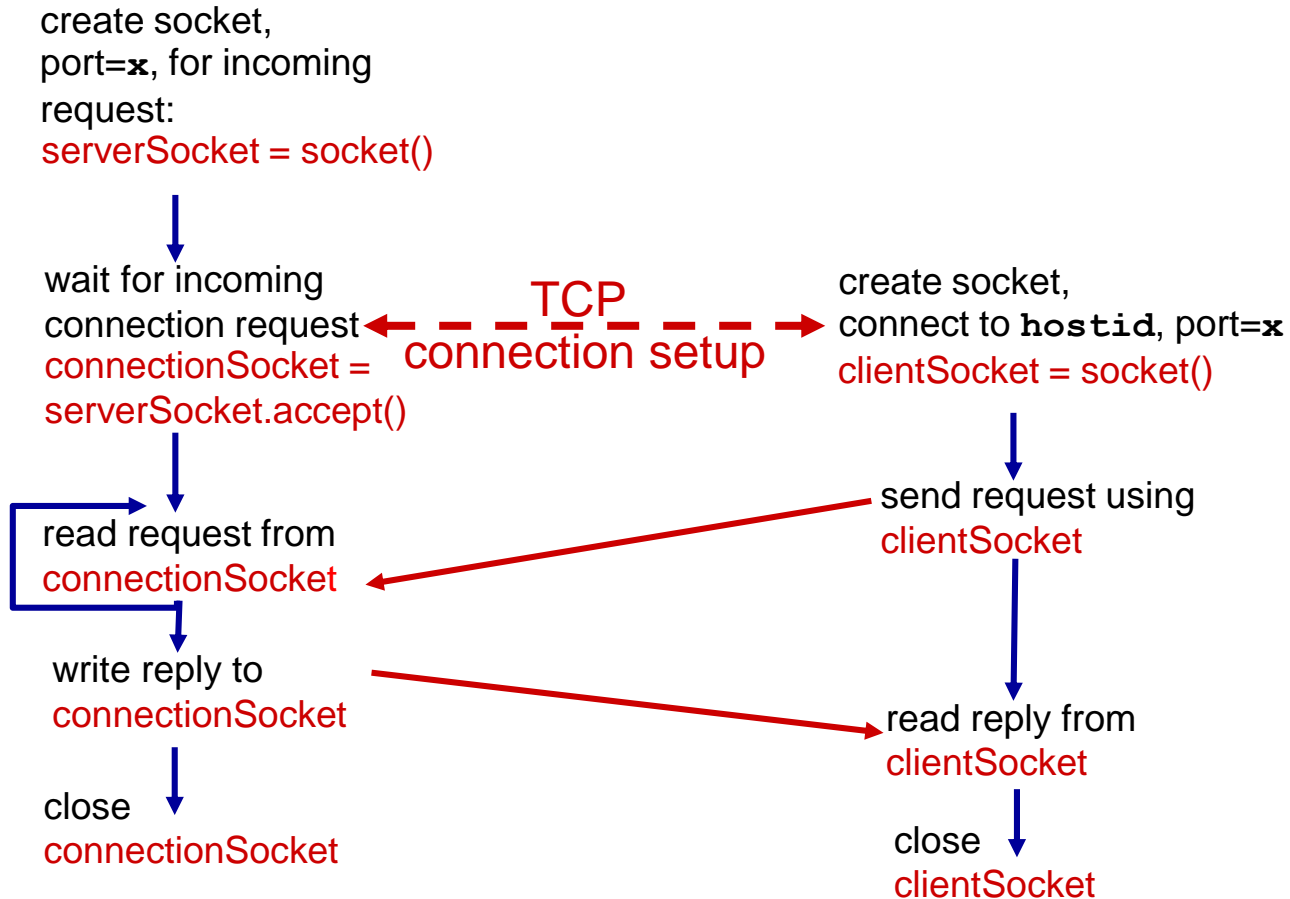 create socket,
port=x, for incoming
request:
serverSocket = socket()
wait for incoming
connection request
connectionSocket =
serverSocket.accept()
TCP
connection setup
create socket,
connect to hostid, port=x
clientSocket = socket()
send request using
clientSocket
read request from
connectionSocket
write reply to
connectionSocket
read reply from
clientSocket
close
connectionSocket
close
clientSocket